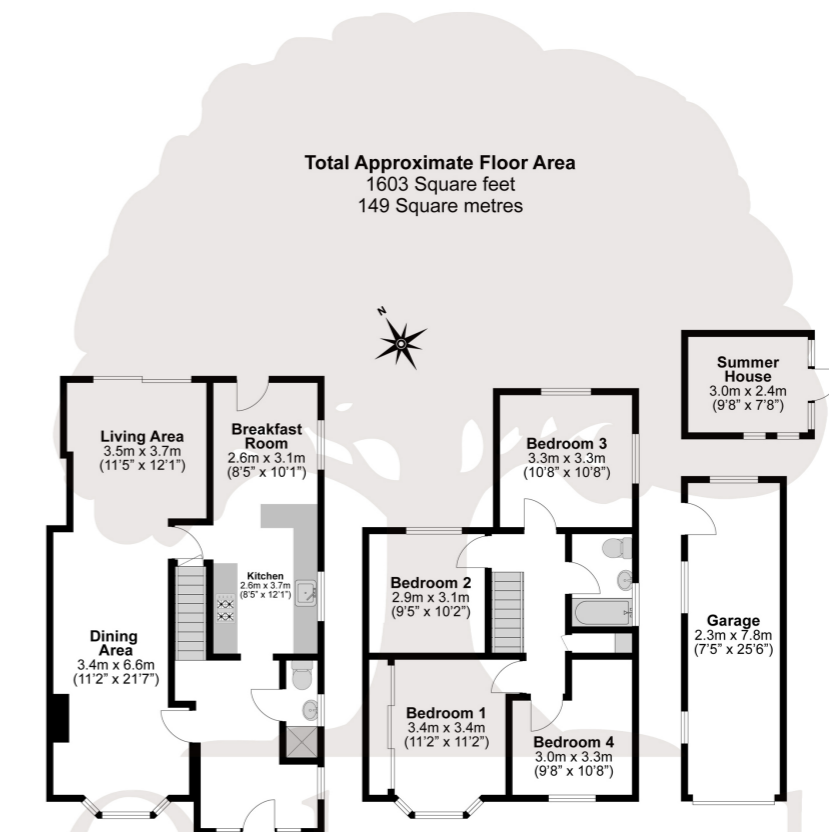 Total Approximate Floor Area
1603 Square feet
149 Square metres
N
Summer
House
3.0m x 2.4m
(9'8" x 7'8")
Living Area
3.5m x 3.7m
(11'5" x 12'1")
Breakfast
Room
2.6m x 3.1m
(8'5" x 10'1")
Bedroom 3
3.3m x 3.3m
(10'8" x 10'8")
Kitchen
2.6m x 3.7m
(8'5" x 12'1")
Bedroom 2
2.9m x 3.1m
(9'5" x 10'2")
Dining
Area
3.4m x 6.6m
(11'2" x 21'7")
Garage
2.3m x 7.8m
(7'5" x 25'6")
Bedroom 1
3.4m x 3.4m
(11'2" x 11'2")
Bedroom 4
3.0m x 3.3m
(9'8" x 10'8")